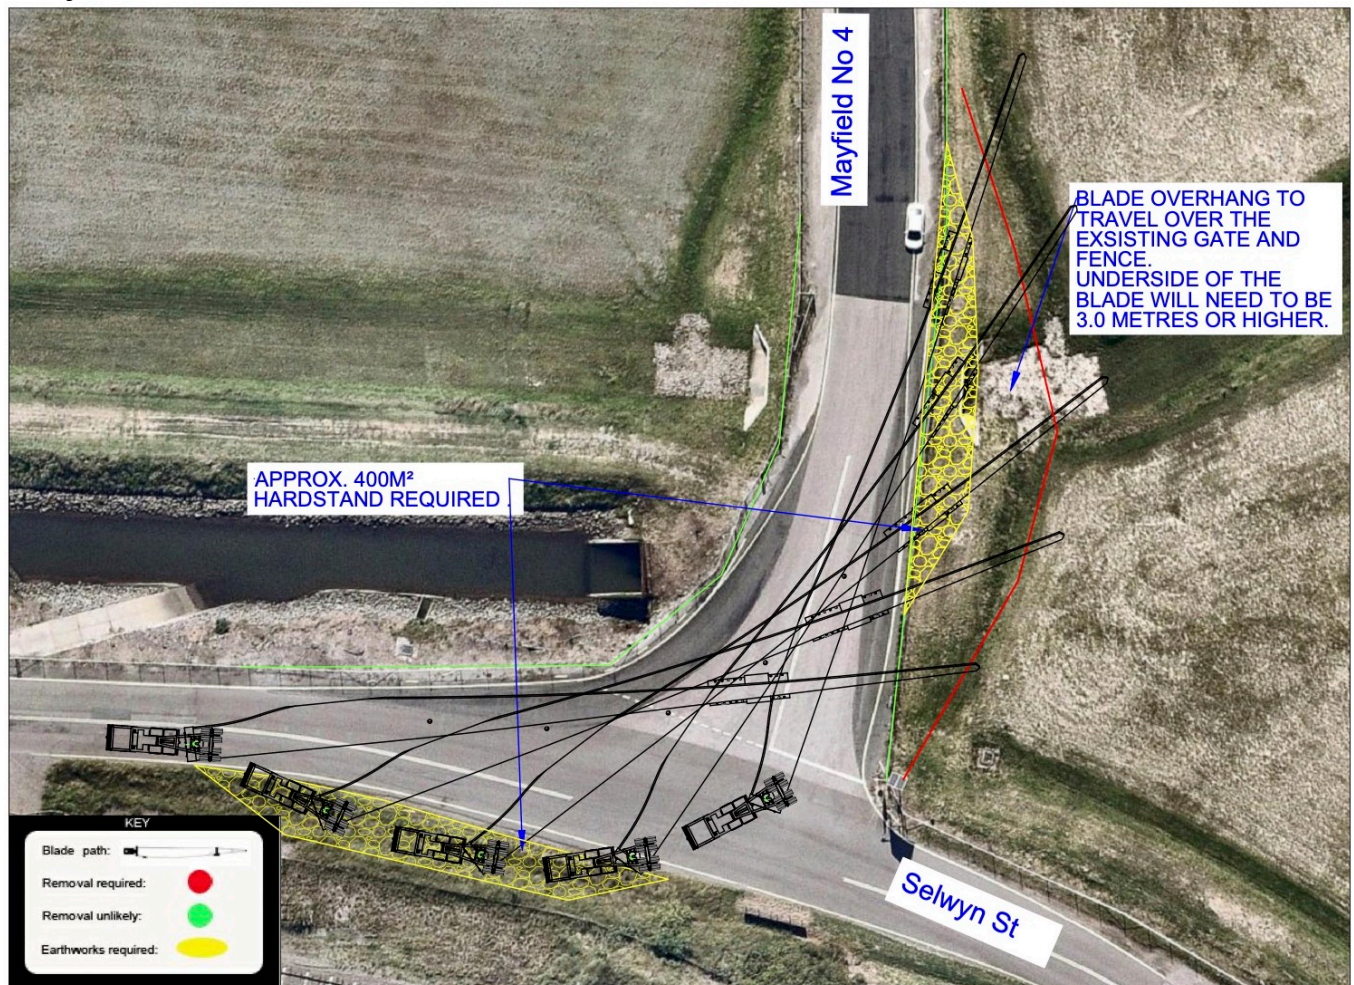 Mayfield No 4
BLADE OVERHANG TO
TRAVEL OVER THE
EXSISTING GATE AND
FENCE.
UNDERSIDE OF THE
BLADE WILL NEED TO BE
3.0 METRES OR HIGHER.
APPROX. 400M²
HARDSTAND REQUIRED
Selwyn St
KEY
Blade path:
Removal required:
Removal unlikely:
Earthworks required: